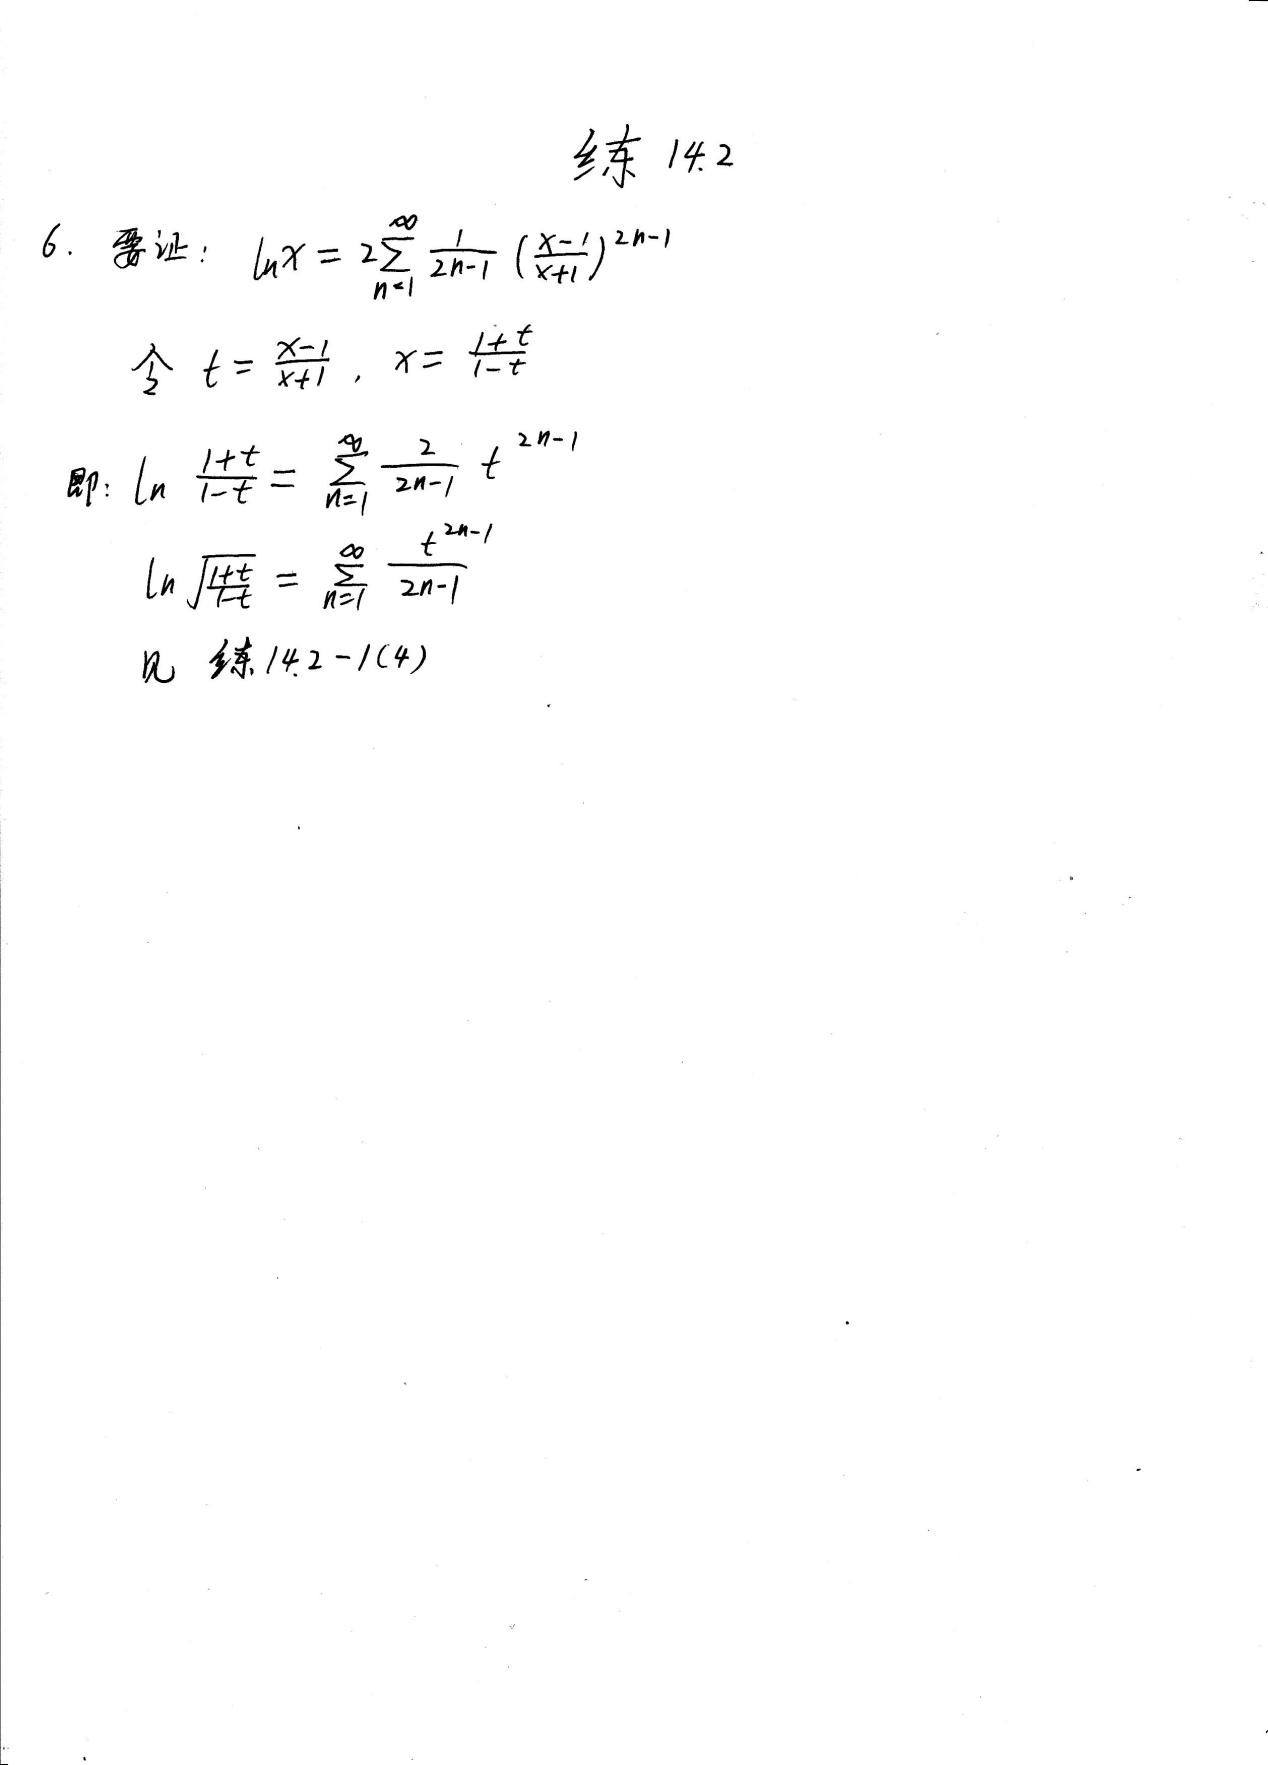 练 14.2
6. 要证: ln x = 2 \sum_{n=1}^{\infty} \frac{1}{2n-1} (\frac{x-1}{x+1})^{2n-1}
令 t = \frac{x-1}{x+1}, x = \frac{1+t}{1-t}
即: ln \frac{1+t}{1-t} = \sum_{n=1}^{\infty} \frac{2}{2n-1} t^{2n-1}
ln \sqrt{\frac{1+t}{1-t}} = \sum_{n=1}^{\infty} \frac{t^{2n-1}}{2n-1}
见 练14.2-1(4)